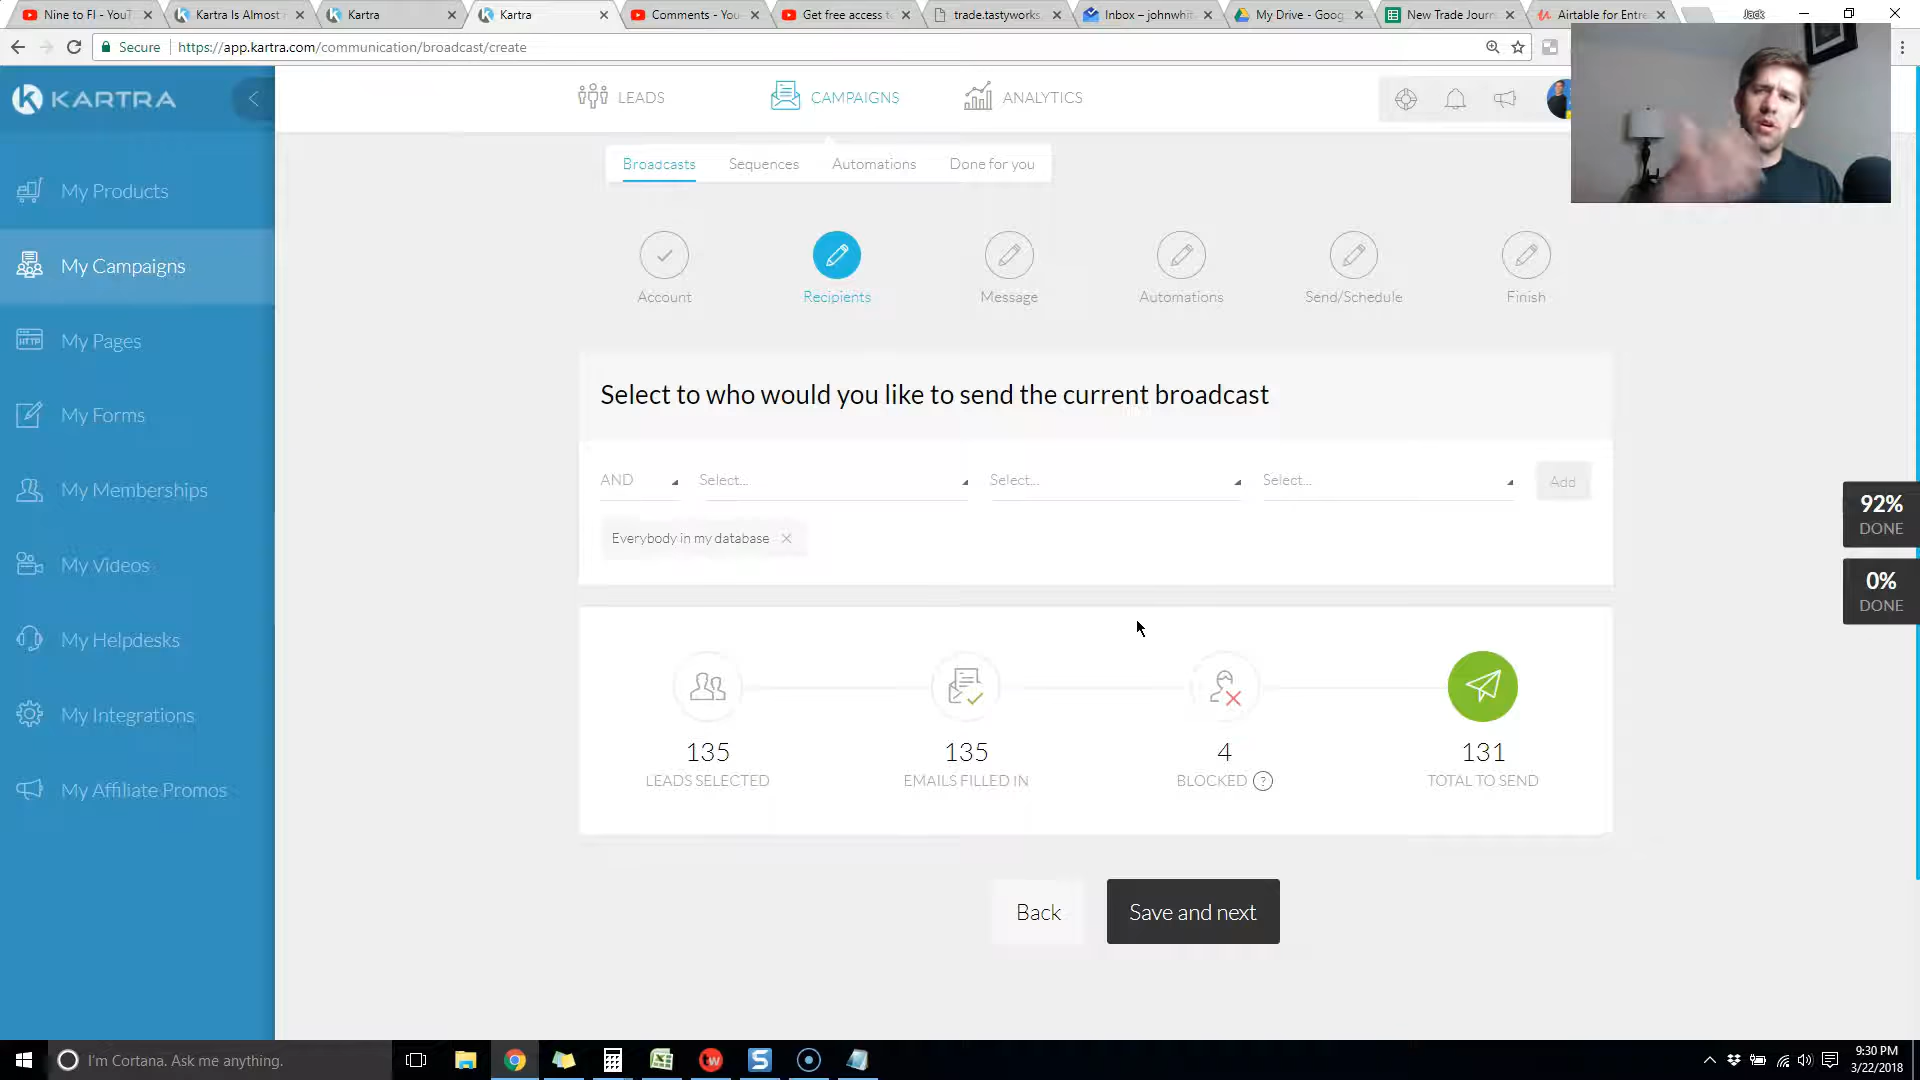 Nine to FI - YouT
Kartra Is Almost
Kartra
Kartra
Comments - You
Get free access t
trade.tastyworks.
Inbox – johnwhit
My Drive - Goog
New Trade Journ
Airtable for Entre
Jack
Secure
https://app.kartra.com/communication/broadcast/create
KARTRA
LEADS
CAMPAIGNS
ANALYTICS
Broadcasts
Sequences
Automations
Done for you
My Products
My Campaigns
My Pages
My Forms
My Memberships
My Videos
My Helpdesks
My Integrations
My Affiliate Promos
HTTP
Account
Recipients
Message
Automations
Send/Schedule
Finish
Select to who would you like to send the current broadcast
AND
Select...
Select...
Select...
Add
Everybody in my database
92%
DONE
0%
DONE
135
LEADS SELECTED
135
EMAILS FILLED IN
4
BLOCKED ?
131
TOTAL TO SEND
Back
Save and next
I'm Cortana. Ask me anything.
tw
S
9:30 PM
3/22/2018